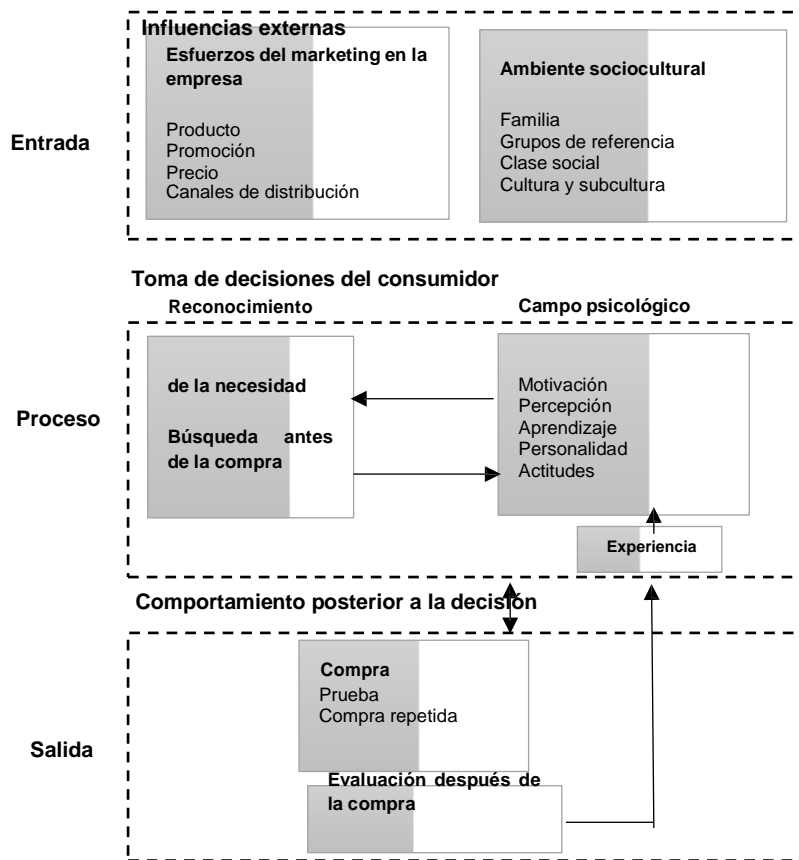 Influencias externas
Esfuerzos del marketing en la
empresa
Producto
Promoción
Precio
Canales de distribución
Ambiente sociocultural
Familia
Grupos de referencia
Clase social
Cultura y subcultura
Entrada
Toma de decisiones del consumidor
Reconocimiento
Campo psicológico
de la necesidad
Búsqueda antes
de la compra
Motivación
Percepción
Aprendizaje
Personalidad
Actitudes
Proceso
Experiencia
Comportamiento posterior a la decisión
Compra
Prueba
Compra repetida
Salida
Evaluación después de
la compra